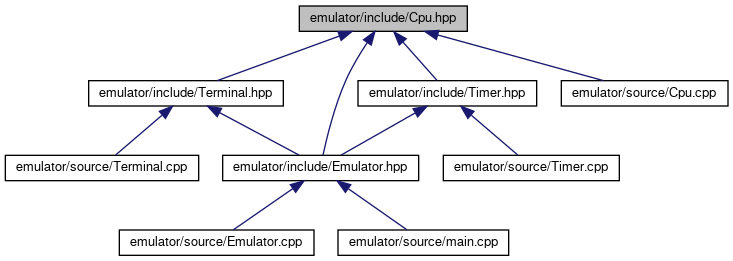 emulator/include/Cpu.hpp
emulator/include/Terminal.hpp
emulator/include/Timer.hpp
emulator/source/Cpu.cpp
emulator/source/Terminal.cpp
emulator/include/Emulator.hpp
emulator/source/Timer.cpp
emulator/source/Emulator.cpp
emulator/source/main.cpp